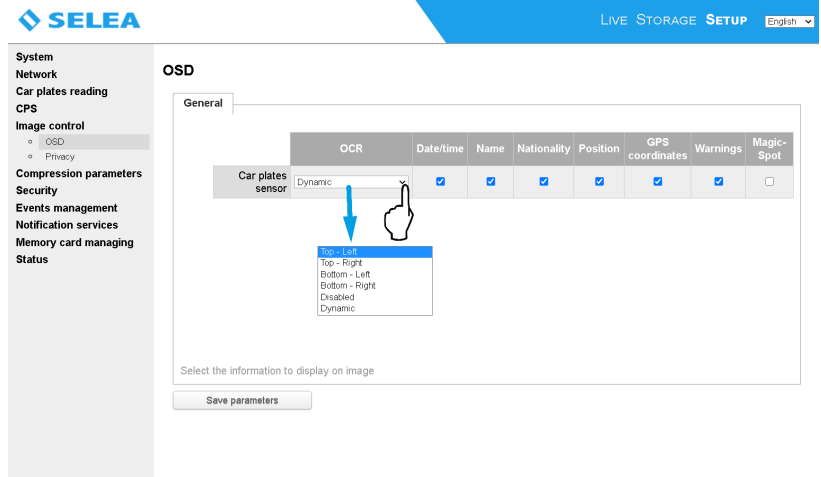 SELEA
LIVE STORAGE SETUP English
System
Network
Car plates reading
CPS
Image control
OSD
Privacy
Compression parameters
Security
Events management
Notification services
Memory card managing
Status
OSD
General
OCR Date/time Name Nationality Position GPS coordinates Warnings Magic-Spot
Car plates sensor Dynamic
Top - Left
Top - Right
Bottom - Left
Bottom - Right
Disabled
Dynamic
Select the information to display on image
Save parameters